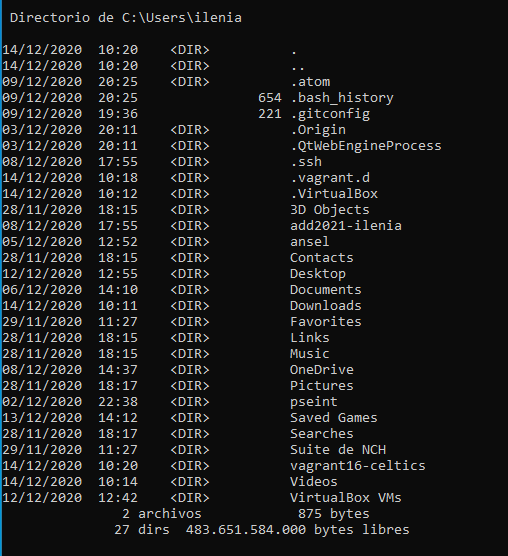 Directorio de C:\Users\ilenia
14/12/2020 10:20 <DIR> .
14/12/2020 10:20 <DIR> ..
09/12/2020 20:25 <DIR> .atom
09/12/2020 20:25 654 .bash_history
09/12/2020 19:36 221 .gitconfig
03/12/2020 20:11 <DIR> .Origin
03/12/2020 20:11 <DIR> .QtWebEngineProcess
08/12/2020 17:55 <DIR> .ssh
14/12/2020 10:18 <DIR> .vagrant.d
14/12/2020 10:12 <DIR> .VirtualBox
28/11/2020 18:15 <DIR> 3D Objects
08/12/2020 17:55 <DIR> add2021-ilenia
05/12/2020 12:52 <DIR> ansel
28/11/2020 18:15 <DIR> Contacts
12/12/2020 12:55 <DIR> Desktop
06/12/2020 14:10 <DIR> Documents
14/12/2020 10:11 <DIR> Downloads
29/11/2020 11:27 <DIR> Favorites
28/11/2020 18:15 <DIR> Links
28/11/2020 18:15 <DIR> Music
08/12/2020 14:37 <DIR> OneDrive
28/11/2020 18:17 <DIR> Pictures
02/12/2020 22:38 <DIR> pseint
13/12/2020 14:12 <DIR> Saved Games
28/11/2020 18:17 <DIR> Searches
29/11/2020 11:27 <DIR> Suite de NCH
14/12/2020 10:20 <DIR> vagrant16-celtics
14/12/2020 10:14 <DIR> Videos
12/12/2020 12:42 <DIR> VirtualBox VMs
2 archivos 875 bytes
27 dirs 483.651.584.000 bytes libres